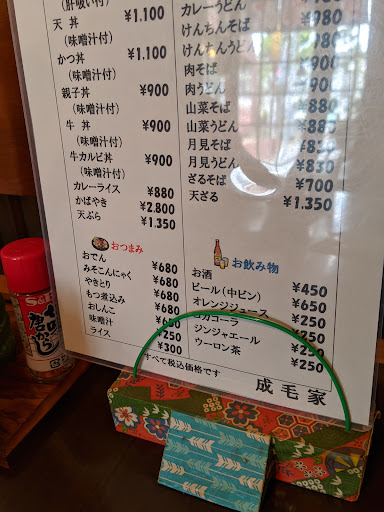 (肝吸い付)
天丼 ¥1.100
(味噌汁付)
かつ丼 ¥1.100
(味噌汁付)
親子丼 ¥900
(味噌汁付)
牛丼 ¥900
(味噌汁付)
牛カルビ丼 ¥900
(味噌汁付)
カレーライス ¥880
かばやき ¥2.800
天ぷら ¥1.350
カレーうどん ¥980
けんちんそば ¥980
けんちんうどん
肉そば
肉うどん
山菜そば ¥880
山菜うどん ¥880
月見そば
月見うどん ¥830
ざるそば ¥700
天ざる ¥1.350
おつまみ
おでん ¥680
みそこんにゃく ¥680
やきとり ¥680
もつ煮込み ¥680
おしんこ
味噌汁 ¥250
ライス ¥300
お飲み物
お酒 ¥450
ビール(中ビン) ¥650
オレンジジュース ¥250
コカコーラ ¥250
ジンジャエール ¥250
ウーロン茶 ¥250
すべて税込価格です
成毛家
S&B